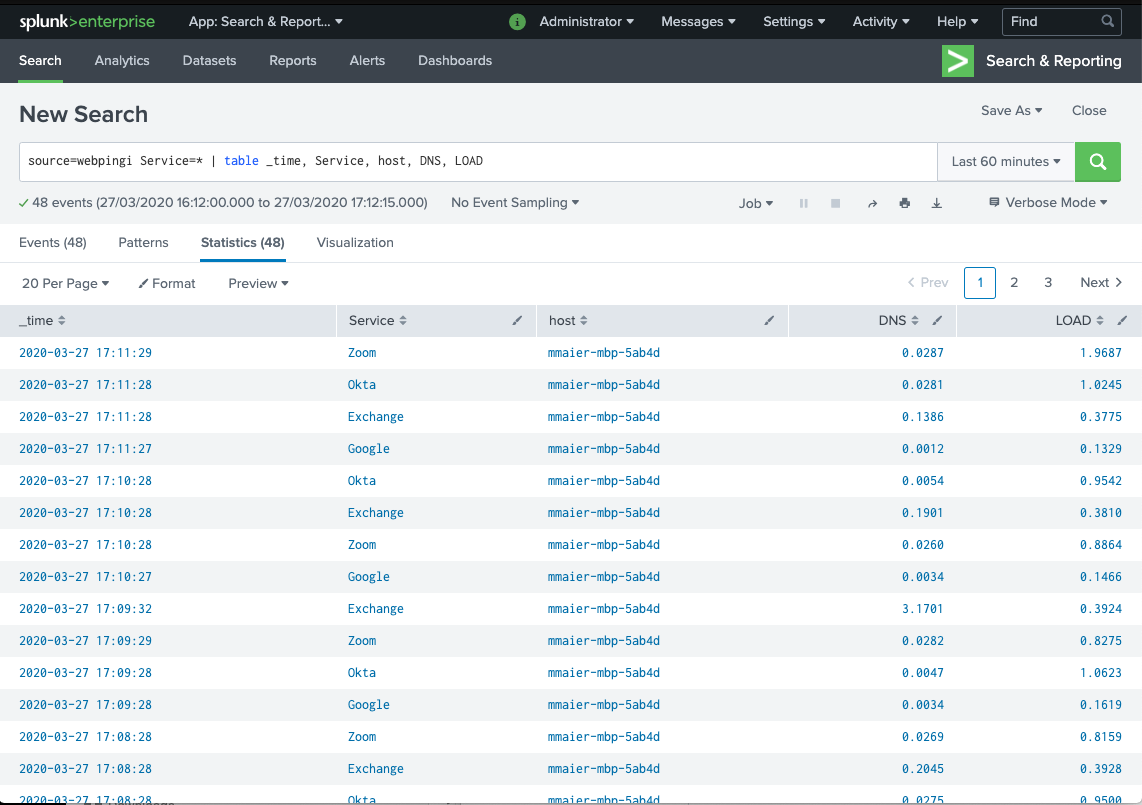 splunk>enterprise App: Search & Report... i Administrator Messages Settings Activity Help Find
Search Analytics Datasets Reports Alerts Dashboards > Search & Reporting
New Search Save As Close
source=webpingi Service=* | table _time, Service, host, DNS, LOAD Last 60 minutes
48 events (27/03/2020 16:12:00.000 to 27/03/2020 17:12:15.000) No Event Sampling Job Verbose Mode
Events (48) Patterns Statistics (48) Visualization
20 Per Page Format Preview < Prev 1 2 3 Next >
_time Service host DNS LOAD
2020-03-27 17:11:29 Zoom mmaier-mbp-5ab4d 0.0287 1.9687
2020-03-27 17:11:28 Okta mmaier-mbp-5ab4d 0.0281 1.0245
2020-03-27 17:11:28 Exchange mmaier-mbp-5ab4d 0.1386 0.3775
2020-03-27 17:11:27 Google mmaier-mbp-5ab4d 0.0012 0.1329
2020-03-27 17:10:28 Okta mmaier-mbp-5ab4d 0.0054 0.9542
2020-03-27 17:10:28 Exchange mmaier-mbp-5ab4d 0.1901 0.3810
2020-03-27 17:10:28 Zoom mmaier-mbp-5ab4d 0.0260 0.8864
2020-03-27 17:10:27 Google mmaier-mbp-5ab4d 0.0034 0.1466
2020-03-27 17:09:32 Exchange mmaier-mbp-5ab4d 3.1701 0.3924
2020-03-27 17:09:29 Zoom mmaier-mbp-5ab4d 0.0282 0.8275
2020-03-27 17:09:28 Okta mmaier-mbp-5ab4d 0.0047 1.0623
2020-03-27 17:09:28 Google mmaier-mbp-5ab4d 0.0034 0.1619
2020-03-27 17:08:28 Zoom mmaier-mbp-5ab4d 0.0269 0.8159
2020-03-27 17:08:28 Exchange mmaier-mbp-5ab4d 0.2045 0.3928
2020-03-27 17:08:28 Okta mmaier-mbp-5ab4d 0.0275 0.9500